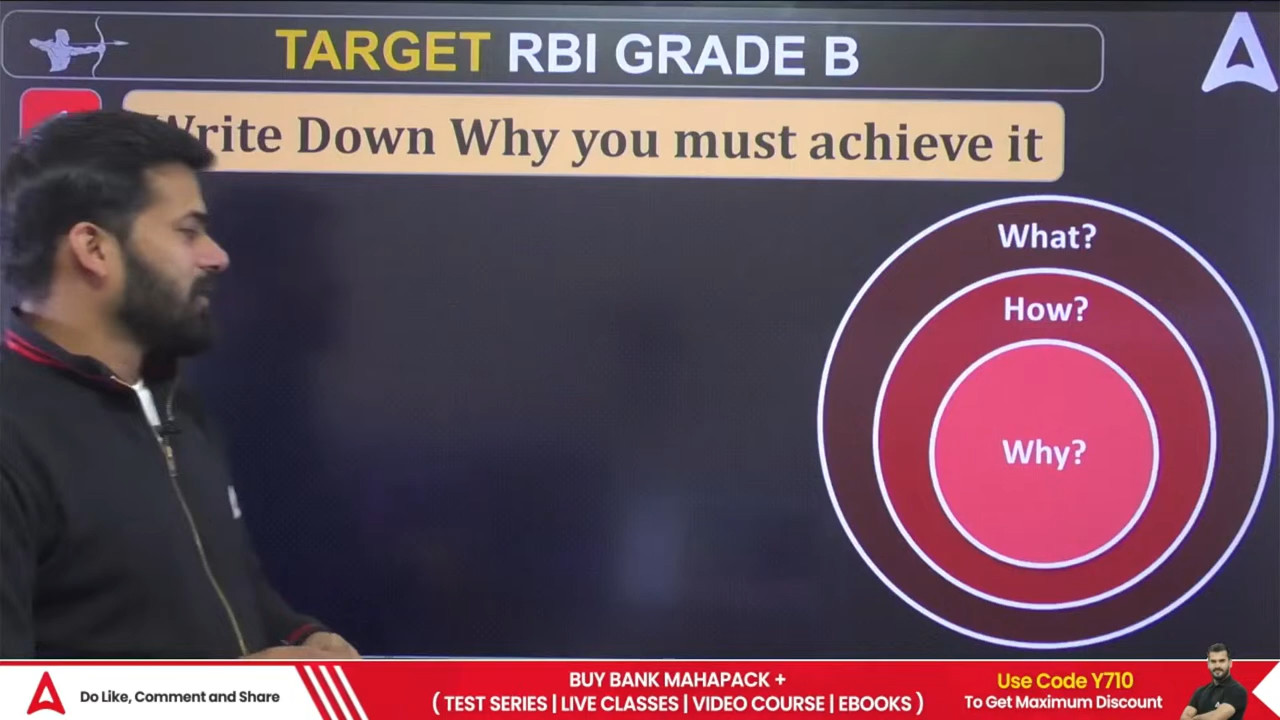 TARGET RBI GRADE B
Write Down Why you must achieve it
What?
How?
Why?
Do Like, Comment and Share
BUY BANK MAHAPACK +
( TEST SERIES | LIVE CLASSES | VIDEO COURSE | EBOOKS )
Use Code Y710
To Get Maximum Discount